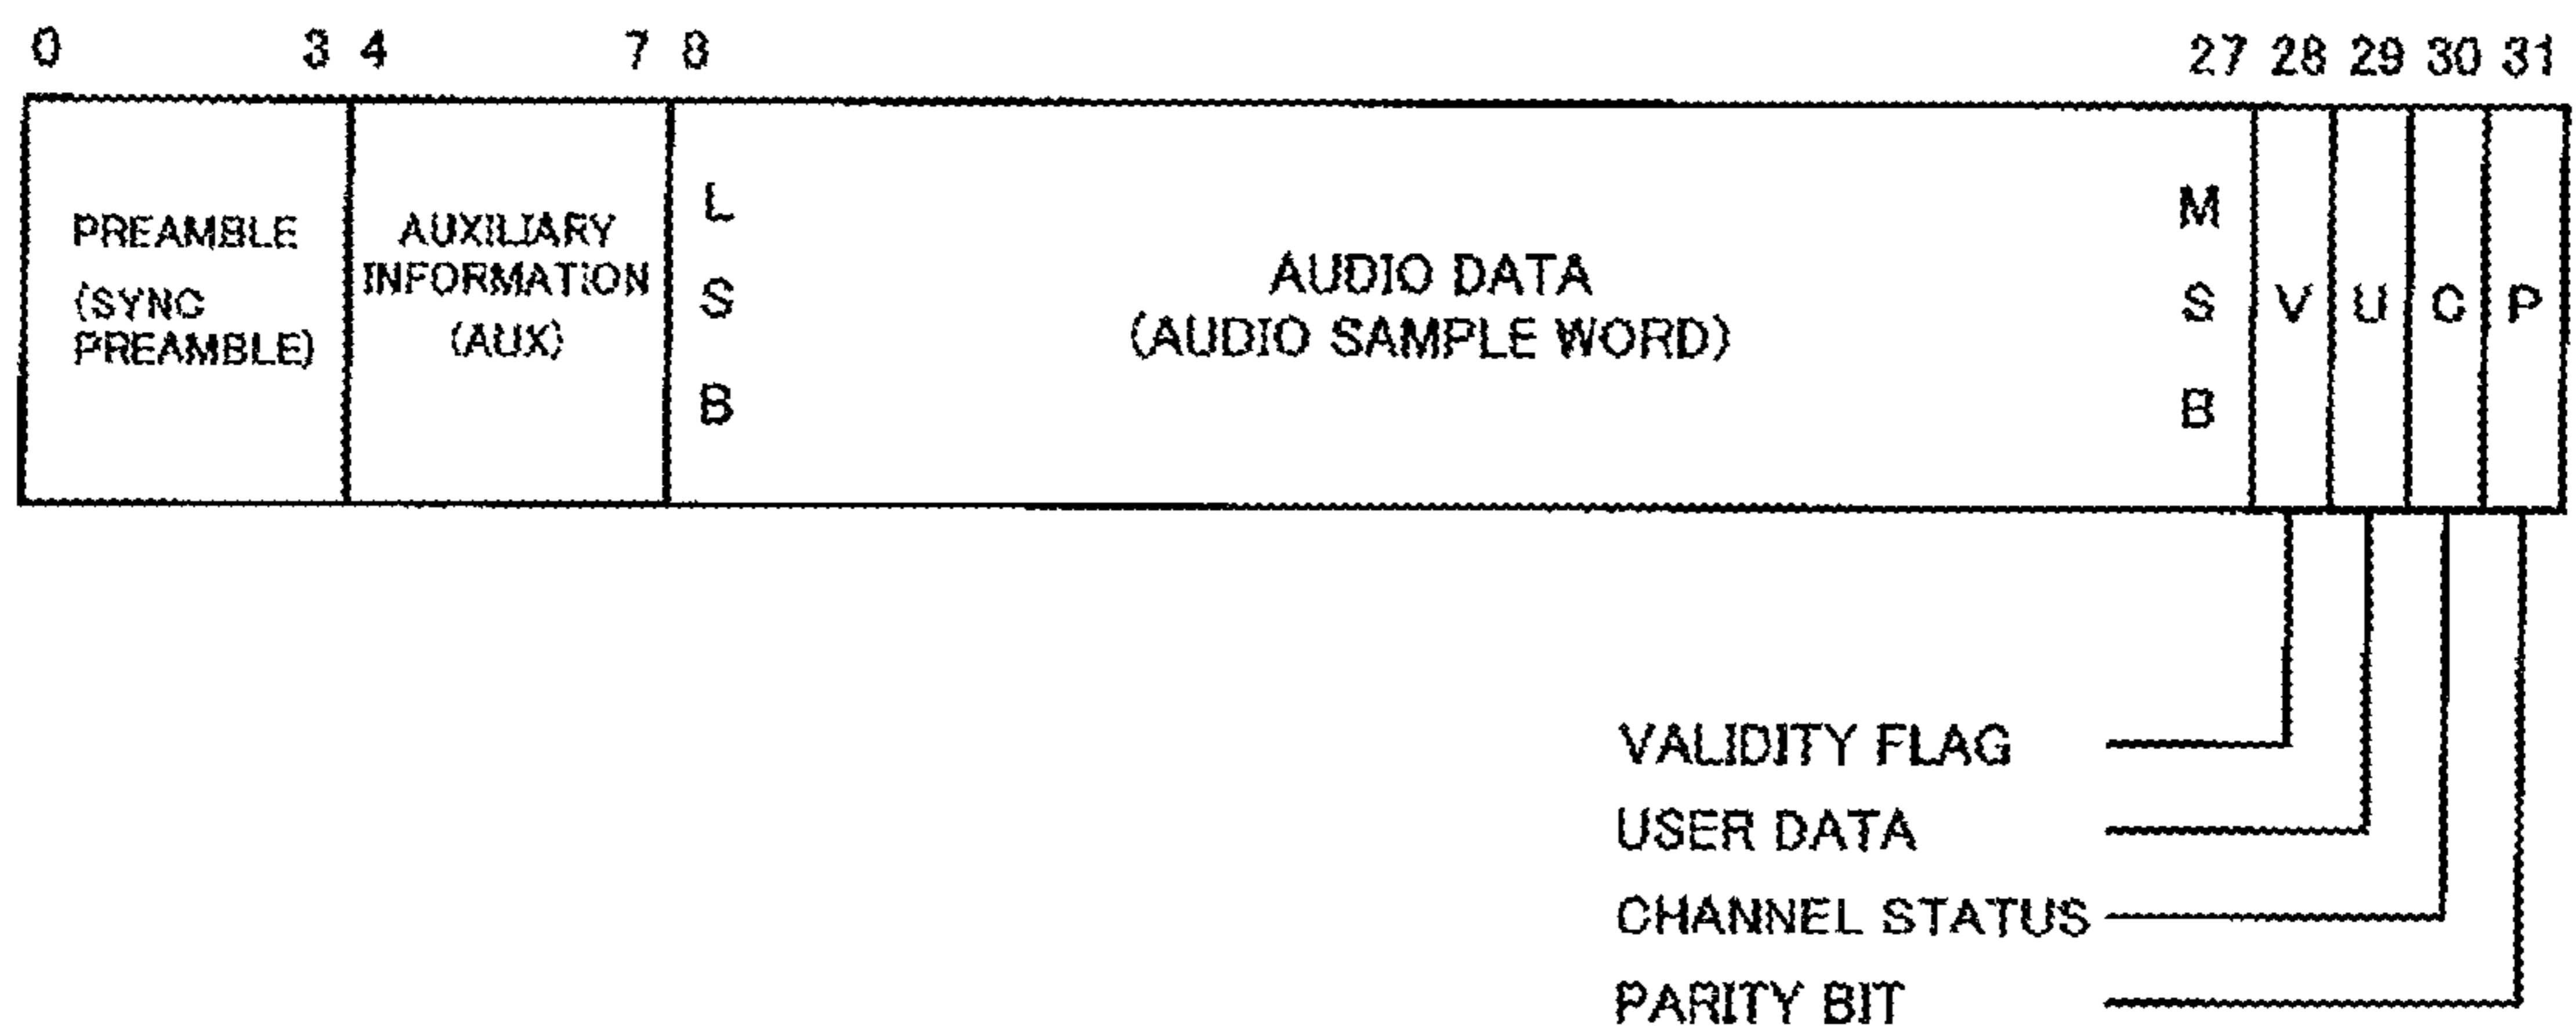 0 3 4 7 8 27 28 29 30 31
PREAMBLE
(SYNC
PREAMBLE)
AUXILIARY
INFORMATION
(AUX)
L
S
B
AUDIO DATA
(AUDIO SAMPLE WORD)
M
S
B
V U C P
VALIDITY FLAG
USER DATA
CHANNEL STATUS
PARITY BIT